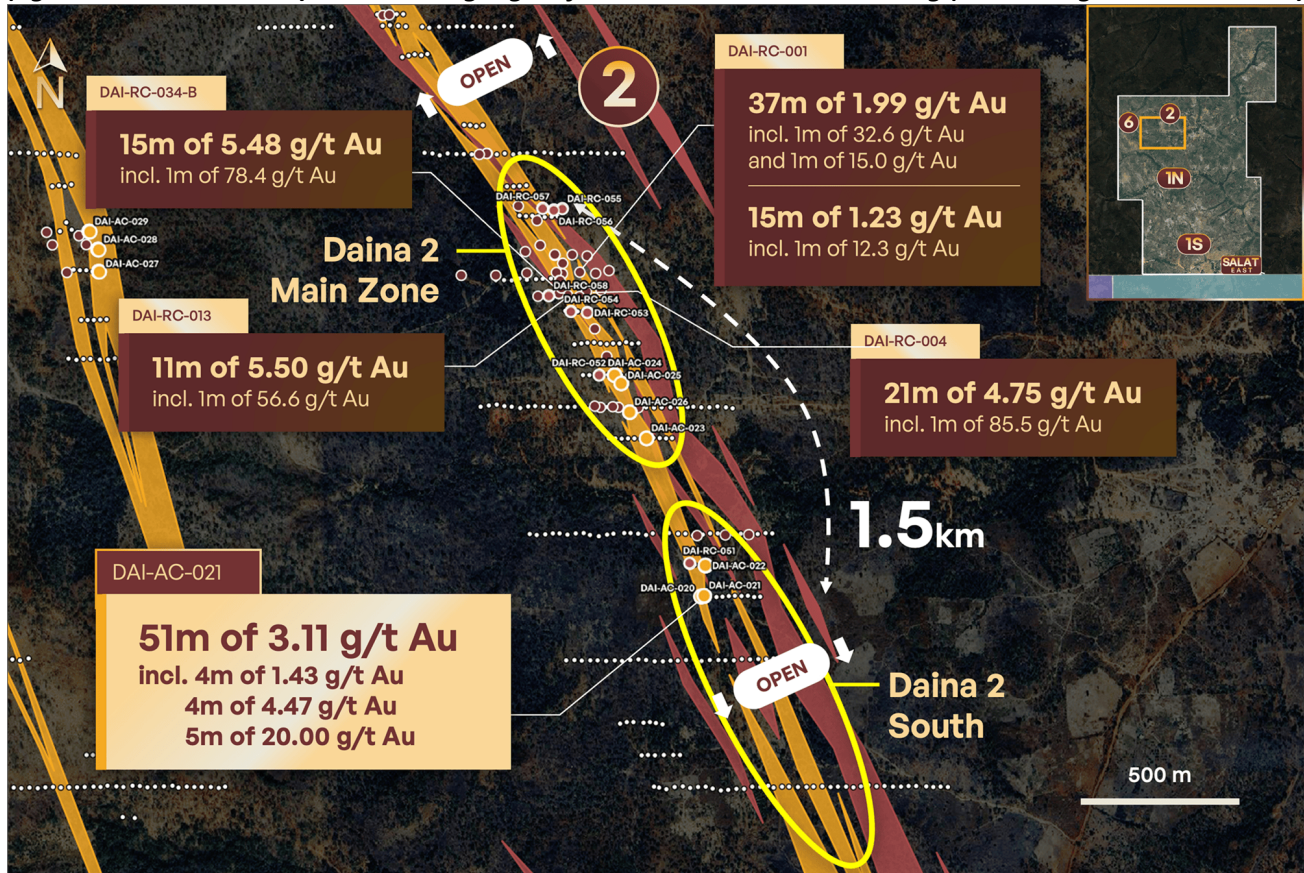 N
OPEN
2
DAI-RC-001
37m of 1.99 g/t Au
incl. 1m of 32.6 g/t Au
and 1m of 15.0 g/t Au
15m of 1.23 g/t Au
incl. 1m of 12.3 g/t Au
6
2
1N
1S
SALAT
EAST
DAI-RC-034-B
15m of 5.48 g/t Au
incl. 1m of 78.4 g/t Au
DAI-AC-029
DAI-AC-028
DAI-AC-027
Daina 2
Main Zone
DAI-RC-057
DAI-RC-055
DAI-RC-056
DAI-RC-058
DAI-RC-054
DAI-RC-053
DAI-RC-052
DAI-AC-024
DAI-AC-025
DAI-AC-026
DAI-AC-023
DAI-RC-013
11m of 5.50 g/t Au
incl. 1m of 56.6 g/t Au
DAI-RC-004
21m of 4.75 g/t Au
incl. 1m of 85.5 g/t Au
1.5km
DAI-RC-051
DAI-AC-022
DAI-AC-020
DAI-AC-021
DAI-AC-021
51m of 3.11 g/t Au
incl. 4m of 1.43 g/t Au
4m of 4.47 g/t Au
5m of 20.00 g/t Au
OPEN
Daina 2
South
500 m